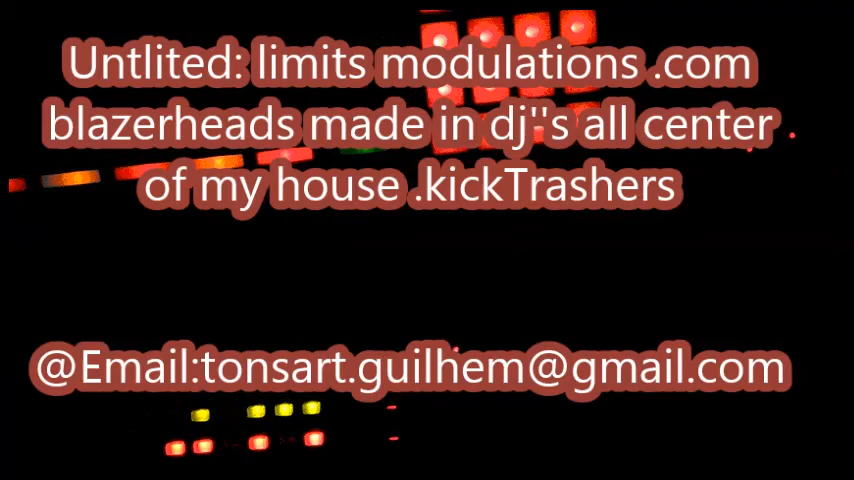 Untlited: limits modulations .com
blazerheads made in dj''s all center
of my house .kickTrashers
@Email:tonsart.guilhem@gmail.com